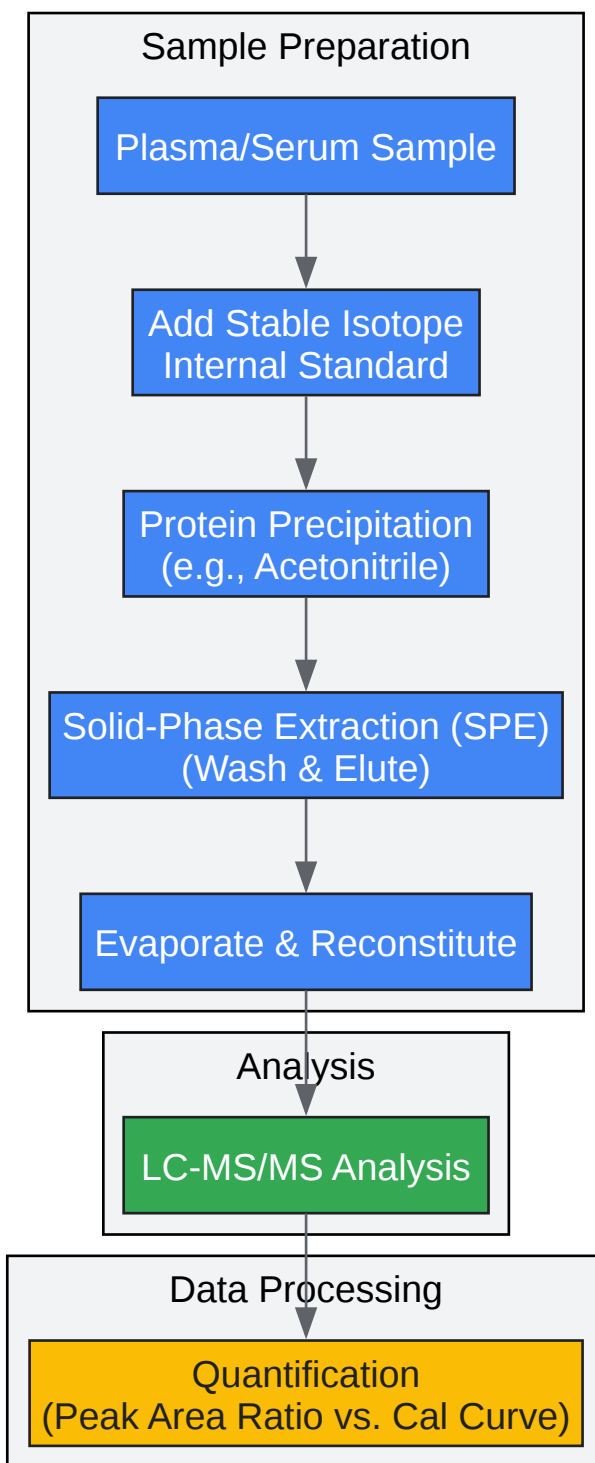 Sample Preparation
Plasma/Serum Sample
Add Stable Isotope
Internal Standard
Protein Precipitation
(e.g., Acetonitrile)
Solid-Phase Extraction (SPE)
(Wash & Elute)
Evaporate & Reconstitute
Analysis
LC-MS/MS Analysis
Data Processing
Quantification
(Peak Area Ratio vs. Cal Curve)